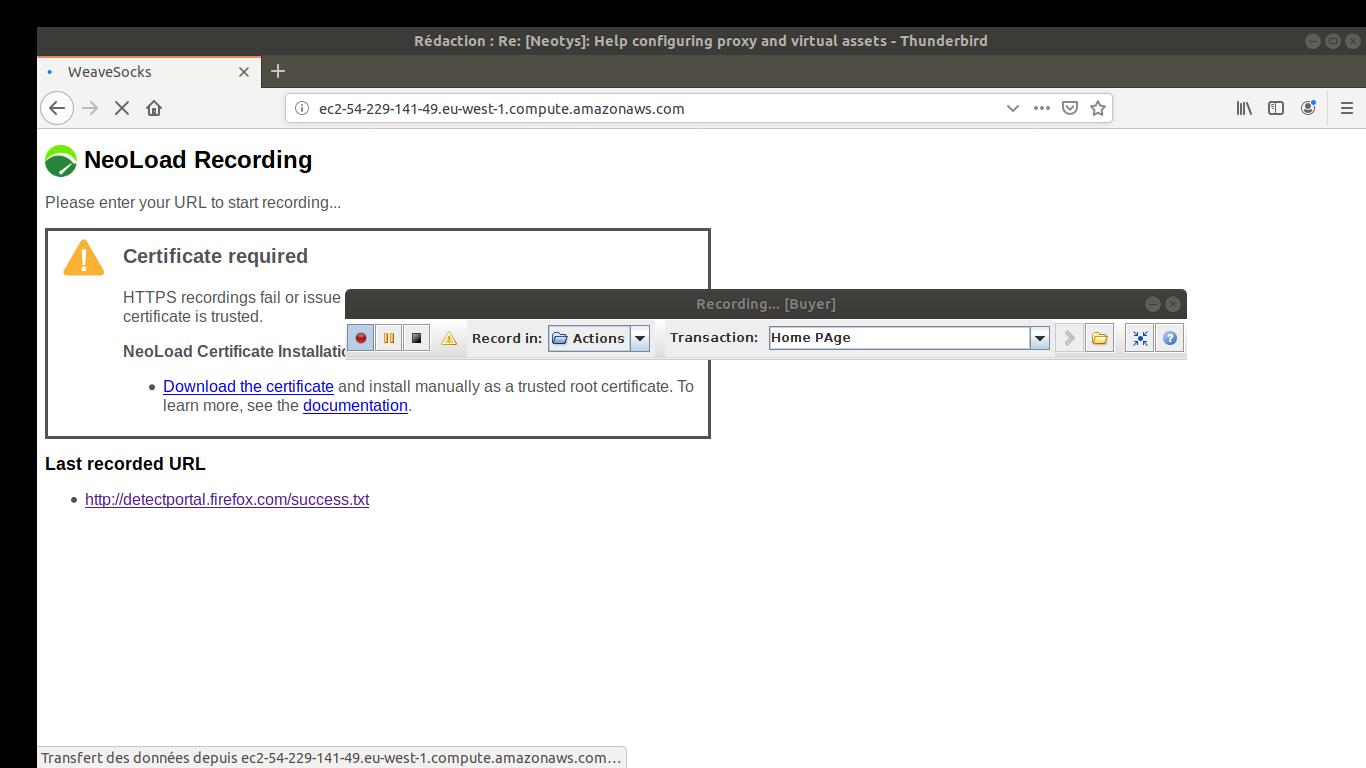 Rédaction : Re: [Neotys]: Help configuring proxy and virtual assets - Thunderbird
WeaveSocks
ec2-54-229-141-49.eu-west-1.compute.amazonaws.com
NeoLoad Recording
Please enter your URL to start recording...
Certificate required
HTTPS recordings fail or issue
certificate is trusted.
Recording... [Buyer]
Record in: Actions Transaction: Home PAge
NeoLoad Certificate
Download the certificate and install manually as a trusted root certificate. To
learn more, see the documentation.
Last recorded URL
http://detectportal.firefox.com/success.txt
Transfert des données depuis ec2-54-229-141-49.eu-west-1.compute.amazonaws.com…